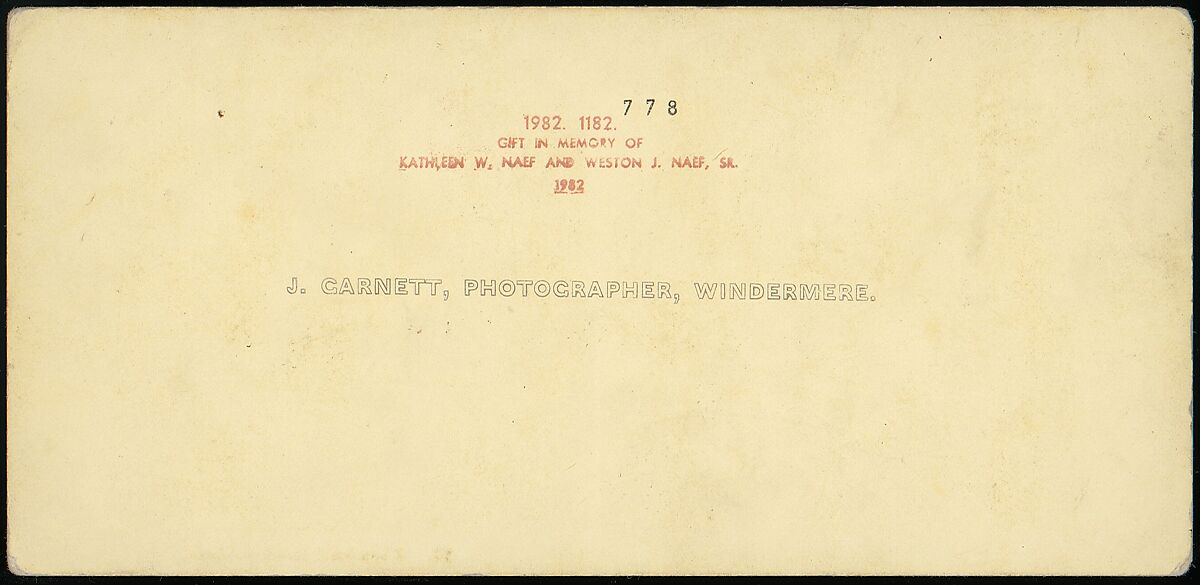 1982. 1182. 778
GIFT IN MEMORY OF
KATHLEEN W. NAEF AND WESTON J. NAEF, SR.
1982
J. GARNETT, PHOTOGRAPHER, WINDERMERE.